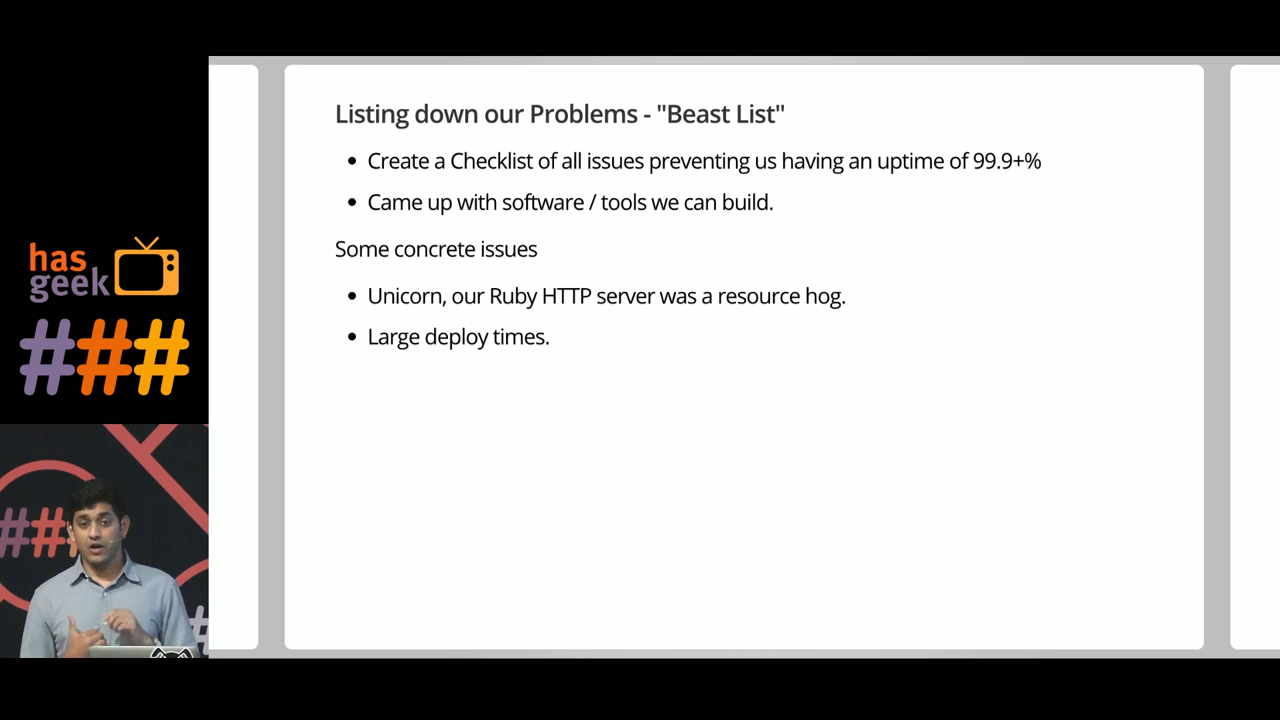 Listing down our Problems - "Beast List"
• Create a Checklist of all issues preventing us having an uptime of 99.9+%
• Came up with software / tools we can build.
Some concrete issues
• Unicorn, our Ruby HTTP server was a resource hog.
• Large deploy times.
has
geek
###
##
#